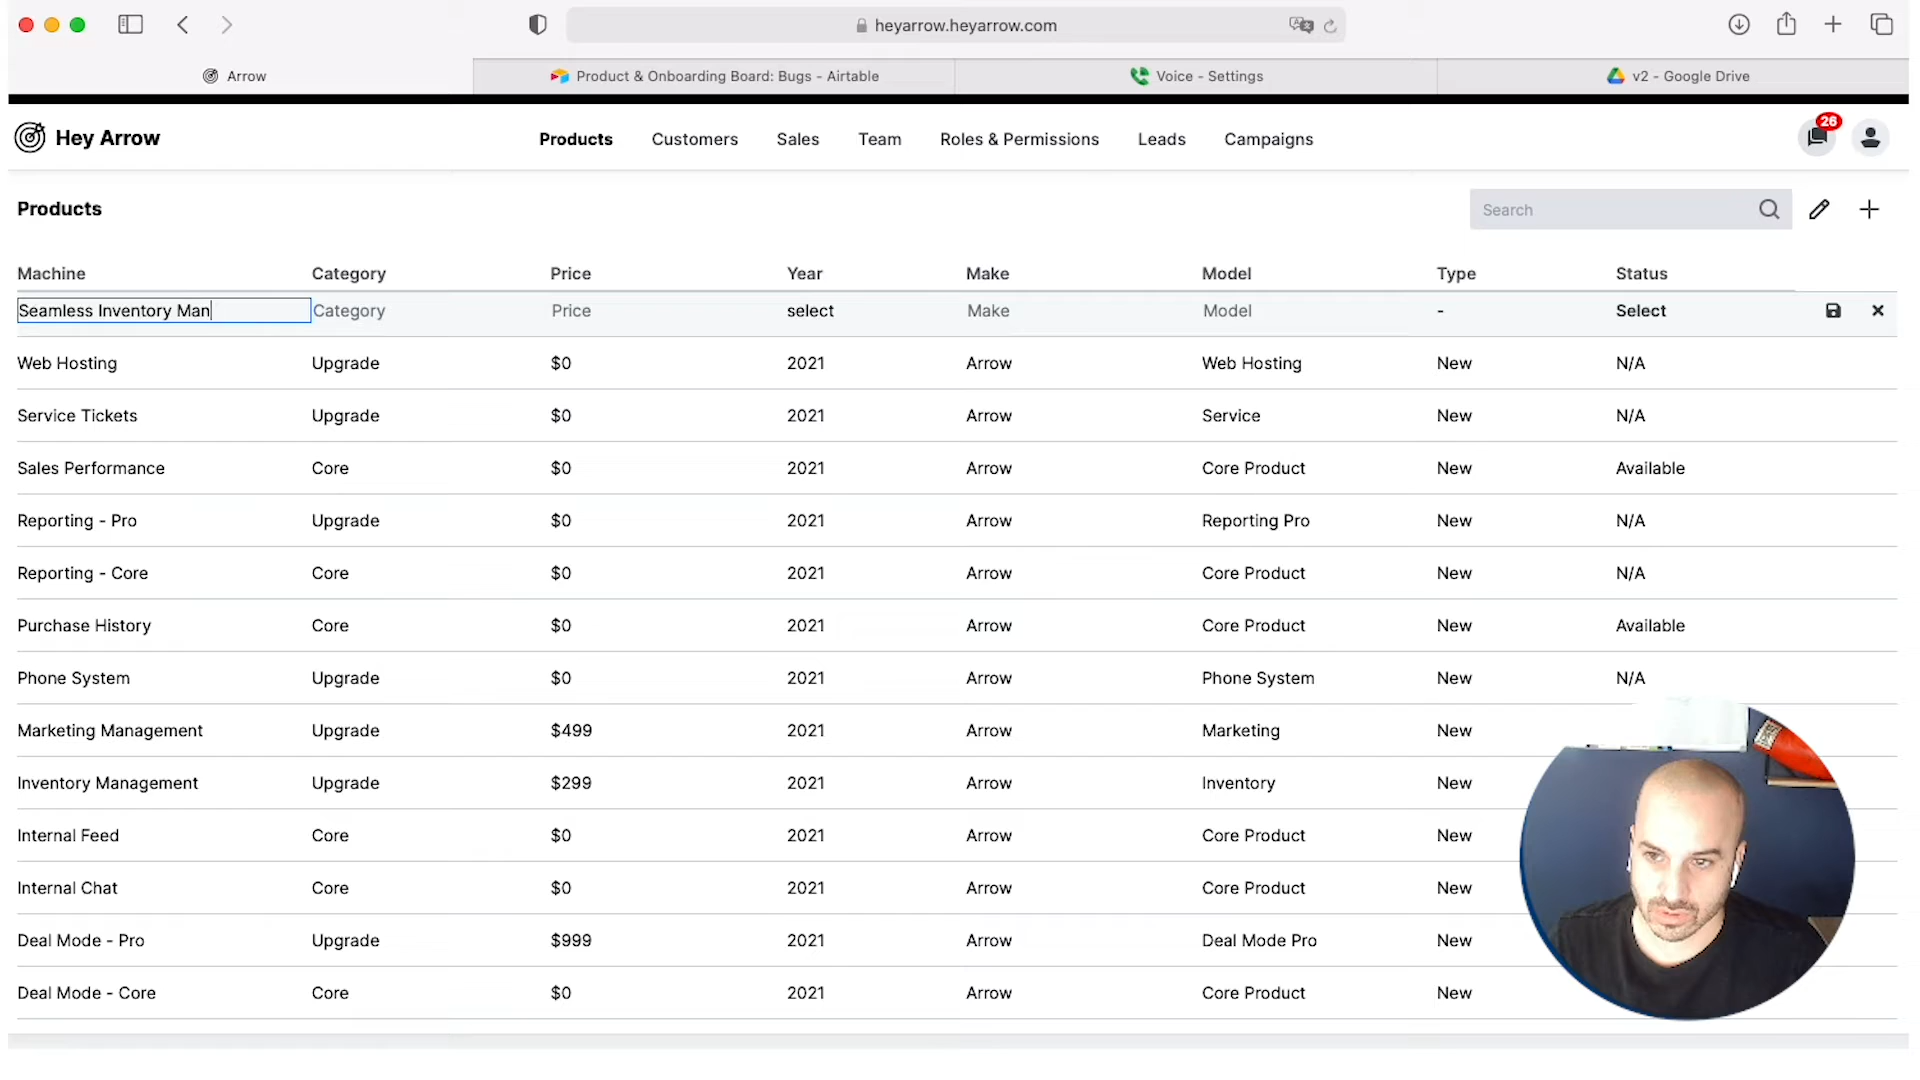 heyarrow.heyarrow.com
Arrow
Product & Onboarding Board: Bugs - Airtable
Voice - Settings
v2 - Google Drive
Hey Arrow
Products Customers Sales Team Roles & Permissions Leads Campaigns
26
Products
Search
Machine Category Price Year Make Model Type Status
Seamless Inventory Man Category Price select Make Model - Select
Web Hosting Upgrade $0 2021 Arrow Web Hosting New N/A
Service Tickets Upgrade $0 2021 Arrow Service New N/A
Sales Performance Core $0 2021 Arrow Core Product New Available
Reporting - Pro Upgrade $0 2021 Arrow Reporting Pro New N/A
Reporting - Core Core $0 2021 Arrow Core Product New N/A
Purchase History Core $0 2021 Arrow Core Product New Available
Phone System Upgrade $0 2021 Arrow Phone System New N/A
Marketing Management Upgrade $499 2021 Arrow Marketing New
Inventory Management Upgrade $299 2021 Arrow Inventory New
Internal Feed Core $0 2021 Arrow Core Product New
Internal Chat Core $0 2021 Arrow Core Product New
Deal Mode - Pro Upgrade $999 2021 Arrow Deal Mode Pro New
Deal Mode - Core Core $0 2021 Arrow Core Product New